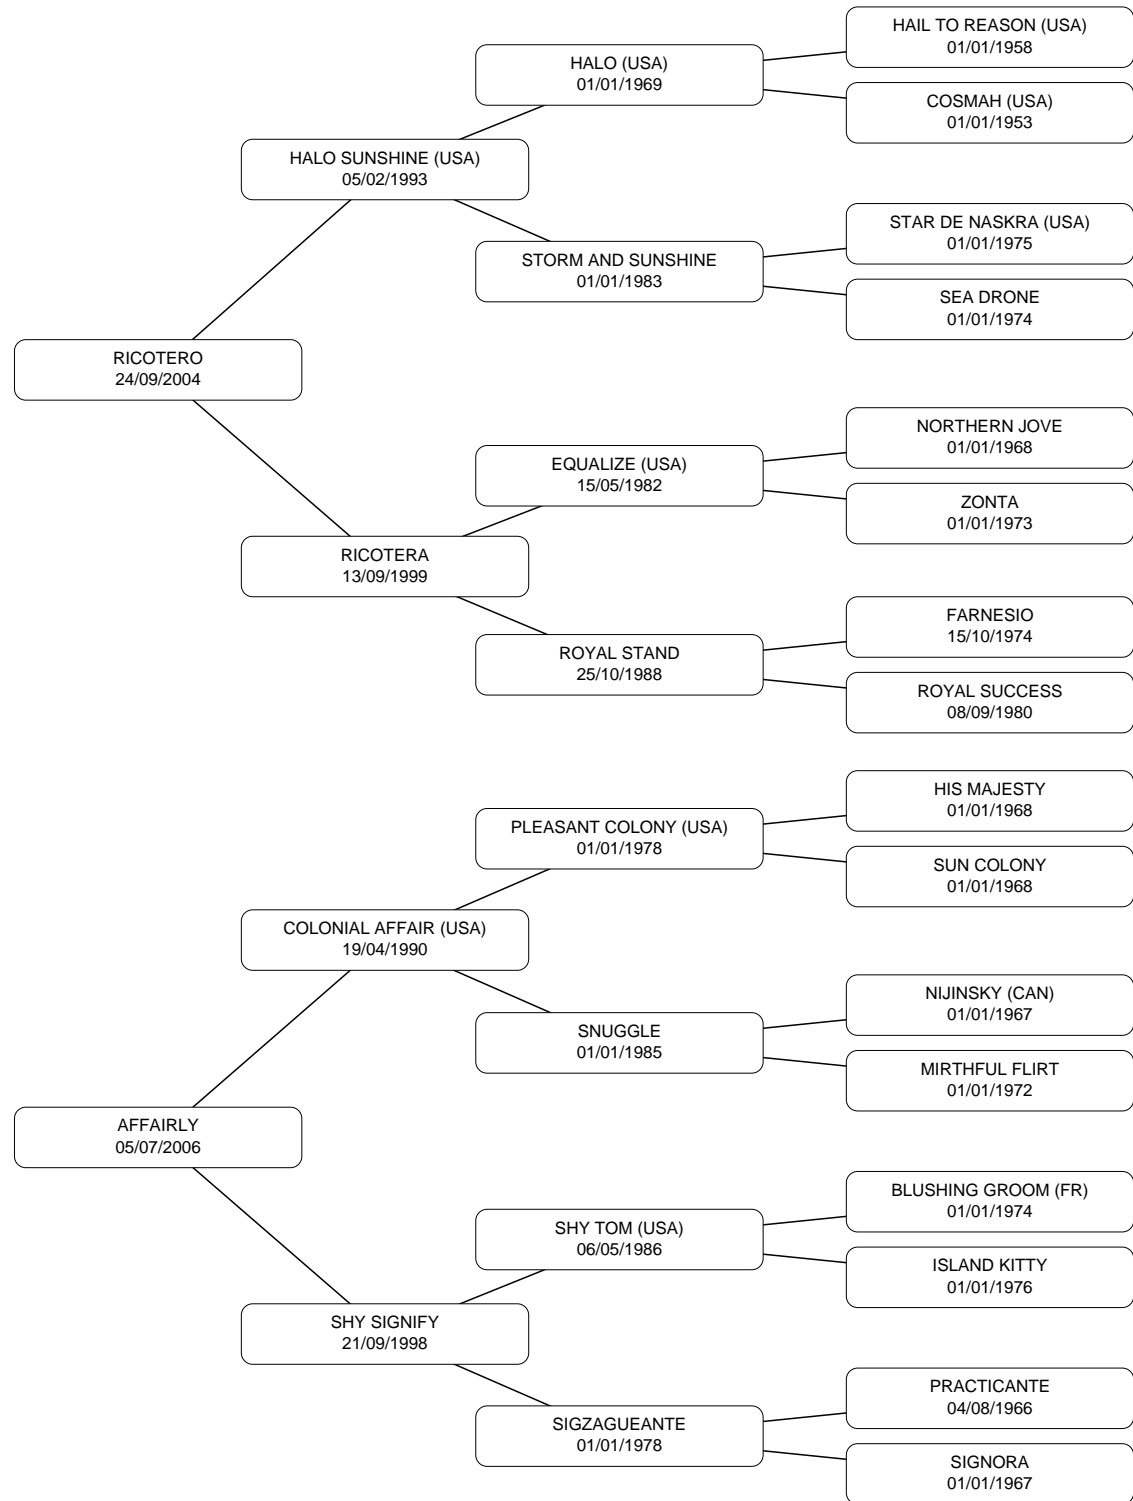 HAIL TO REASON (USA)
01/01/1958
HALO (USA)
01/01/1969
COSMAH (USA)
01/01/1953
HALO SUNSHINE (USA)
05/02/1993
STAR DE NASKRA (USA)
01/01/1975
STORM AND SUNSHINE
01/01/1983
SEA DRONE
01/01/1974
RICOTERO
24/09/2004
NORTHERN JOVE
01/01/1968
EQUALIZE (USA)
15/05/1982
ZONTA
01/01/1973
RICOTERA
13/09/1999
FARNESIO
15/10/1974
ROYAL STAND
25/10/1988
ROYAL SUCCESS
08/09/1980
HIS MAJESTY
01/01/1968
PLEASANT COLONY (USA)
01/01/1978
SUN COLONY
01/01/1968
COLONIAL AFFAIR (USA)
19/04/1990
NIJINSKY (CAN)
01/01/1967
SNUGGLE
01/01/1985
MIRTHFUL FLIRT
01/01/1972
AFFAIRLY
05/07/2006
BLUSHING GROOM (FR)
01/01/1974
SHY TOM (USA)
06/05/1986
ISLAND KITTY
01/01/1976
SHY SIGNIFY
21/09/1998
PRACTICANTE
04/08/1966
SIGZAGUEANTE
01/01/1978
SIGNORA
01/01/1967